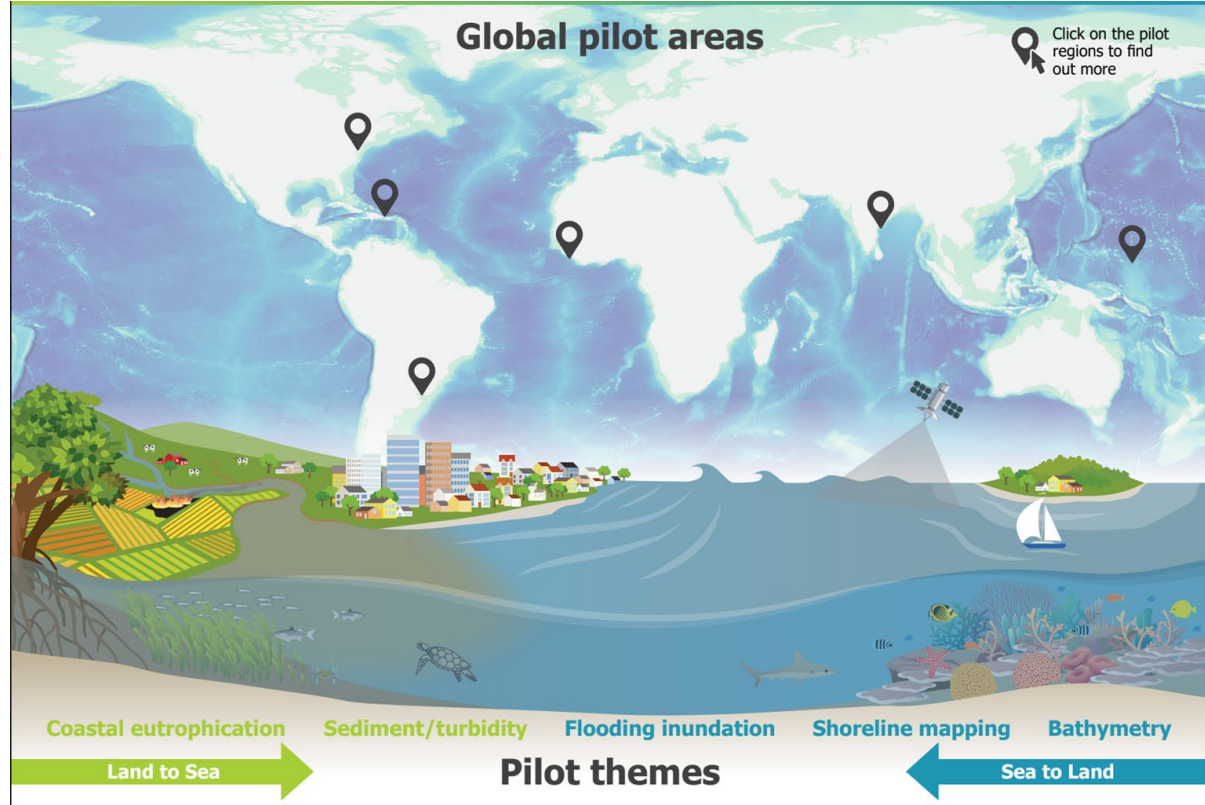 Global pilot areas
Click on the pilot
regions to find
out more
Coastal eutrophication
Sediment/turbidity
Flooding inundation
Shoreline mapping
Bathymetry
Land to Sea
Pilot themes
Sea to Land